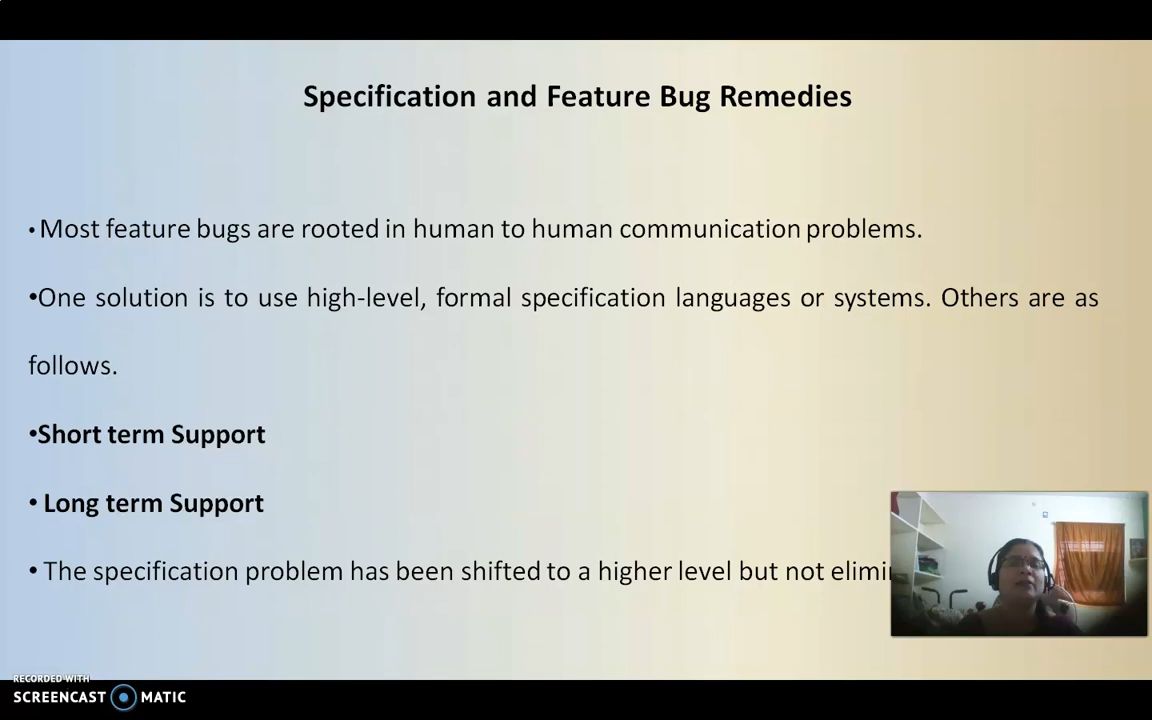 Specification and Feature Bug Remedies
• Most feature bugs are rooted in human to human communication problems.
•One solution is to use high-level, formal specification languages or systems. Others are as
follows.
•Short term Support
• Long term Support
• The specification problem has been shifted to a higher level but not
RECORDED WITH
SCREENCAST MATIC